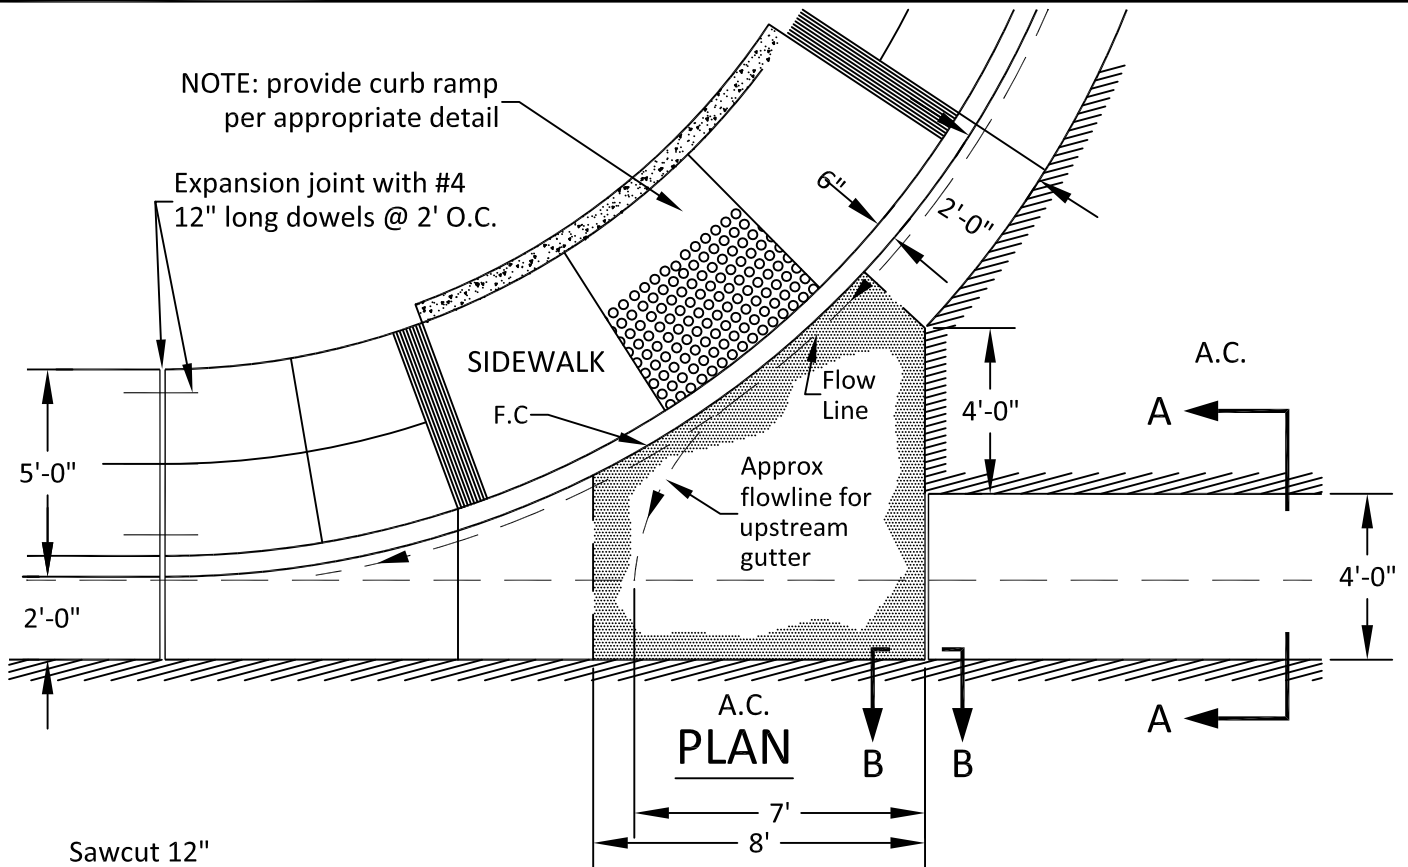 NOTE: provide curb ramp
per appropriate detail
Expansion joint with #4
12" long dowels @ 2' O.C.
6"
2'-0"
SIDEWALK
F.C
Flow
Line
4'-0"
A.C.
A
5'-0"
Approx
flowline for
upstream
gutter
4'-0"
2'-0"
A.C.
PLAN
B
B
A
7'
8'
Sawcut 12"